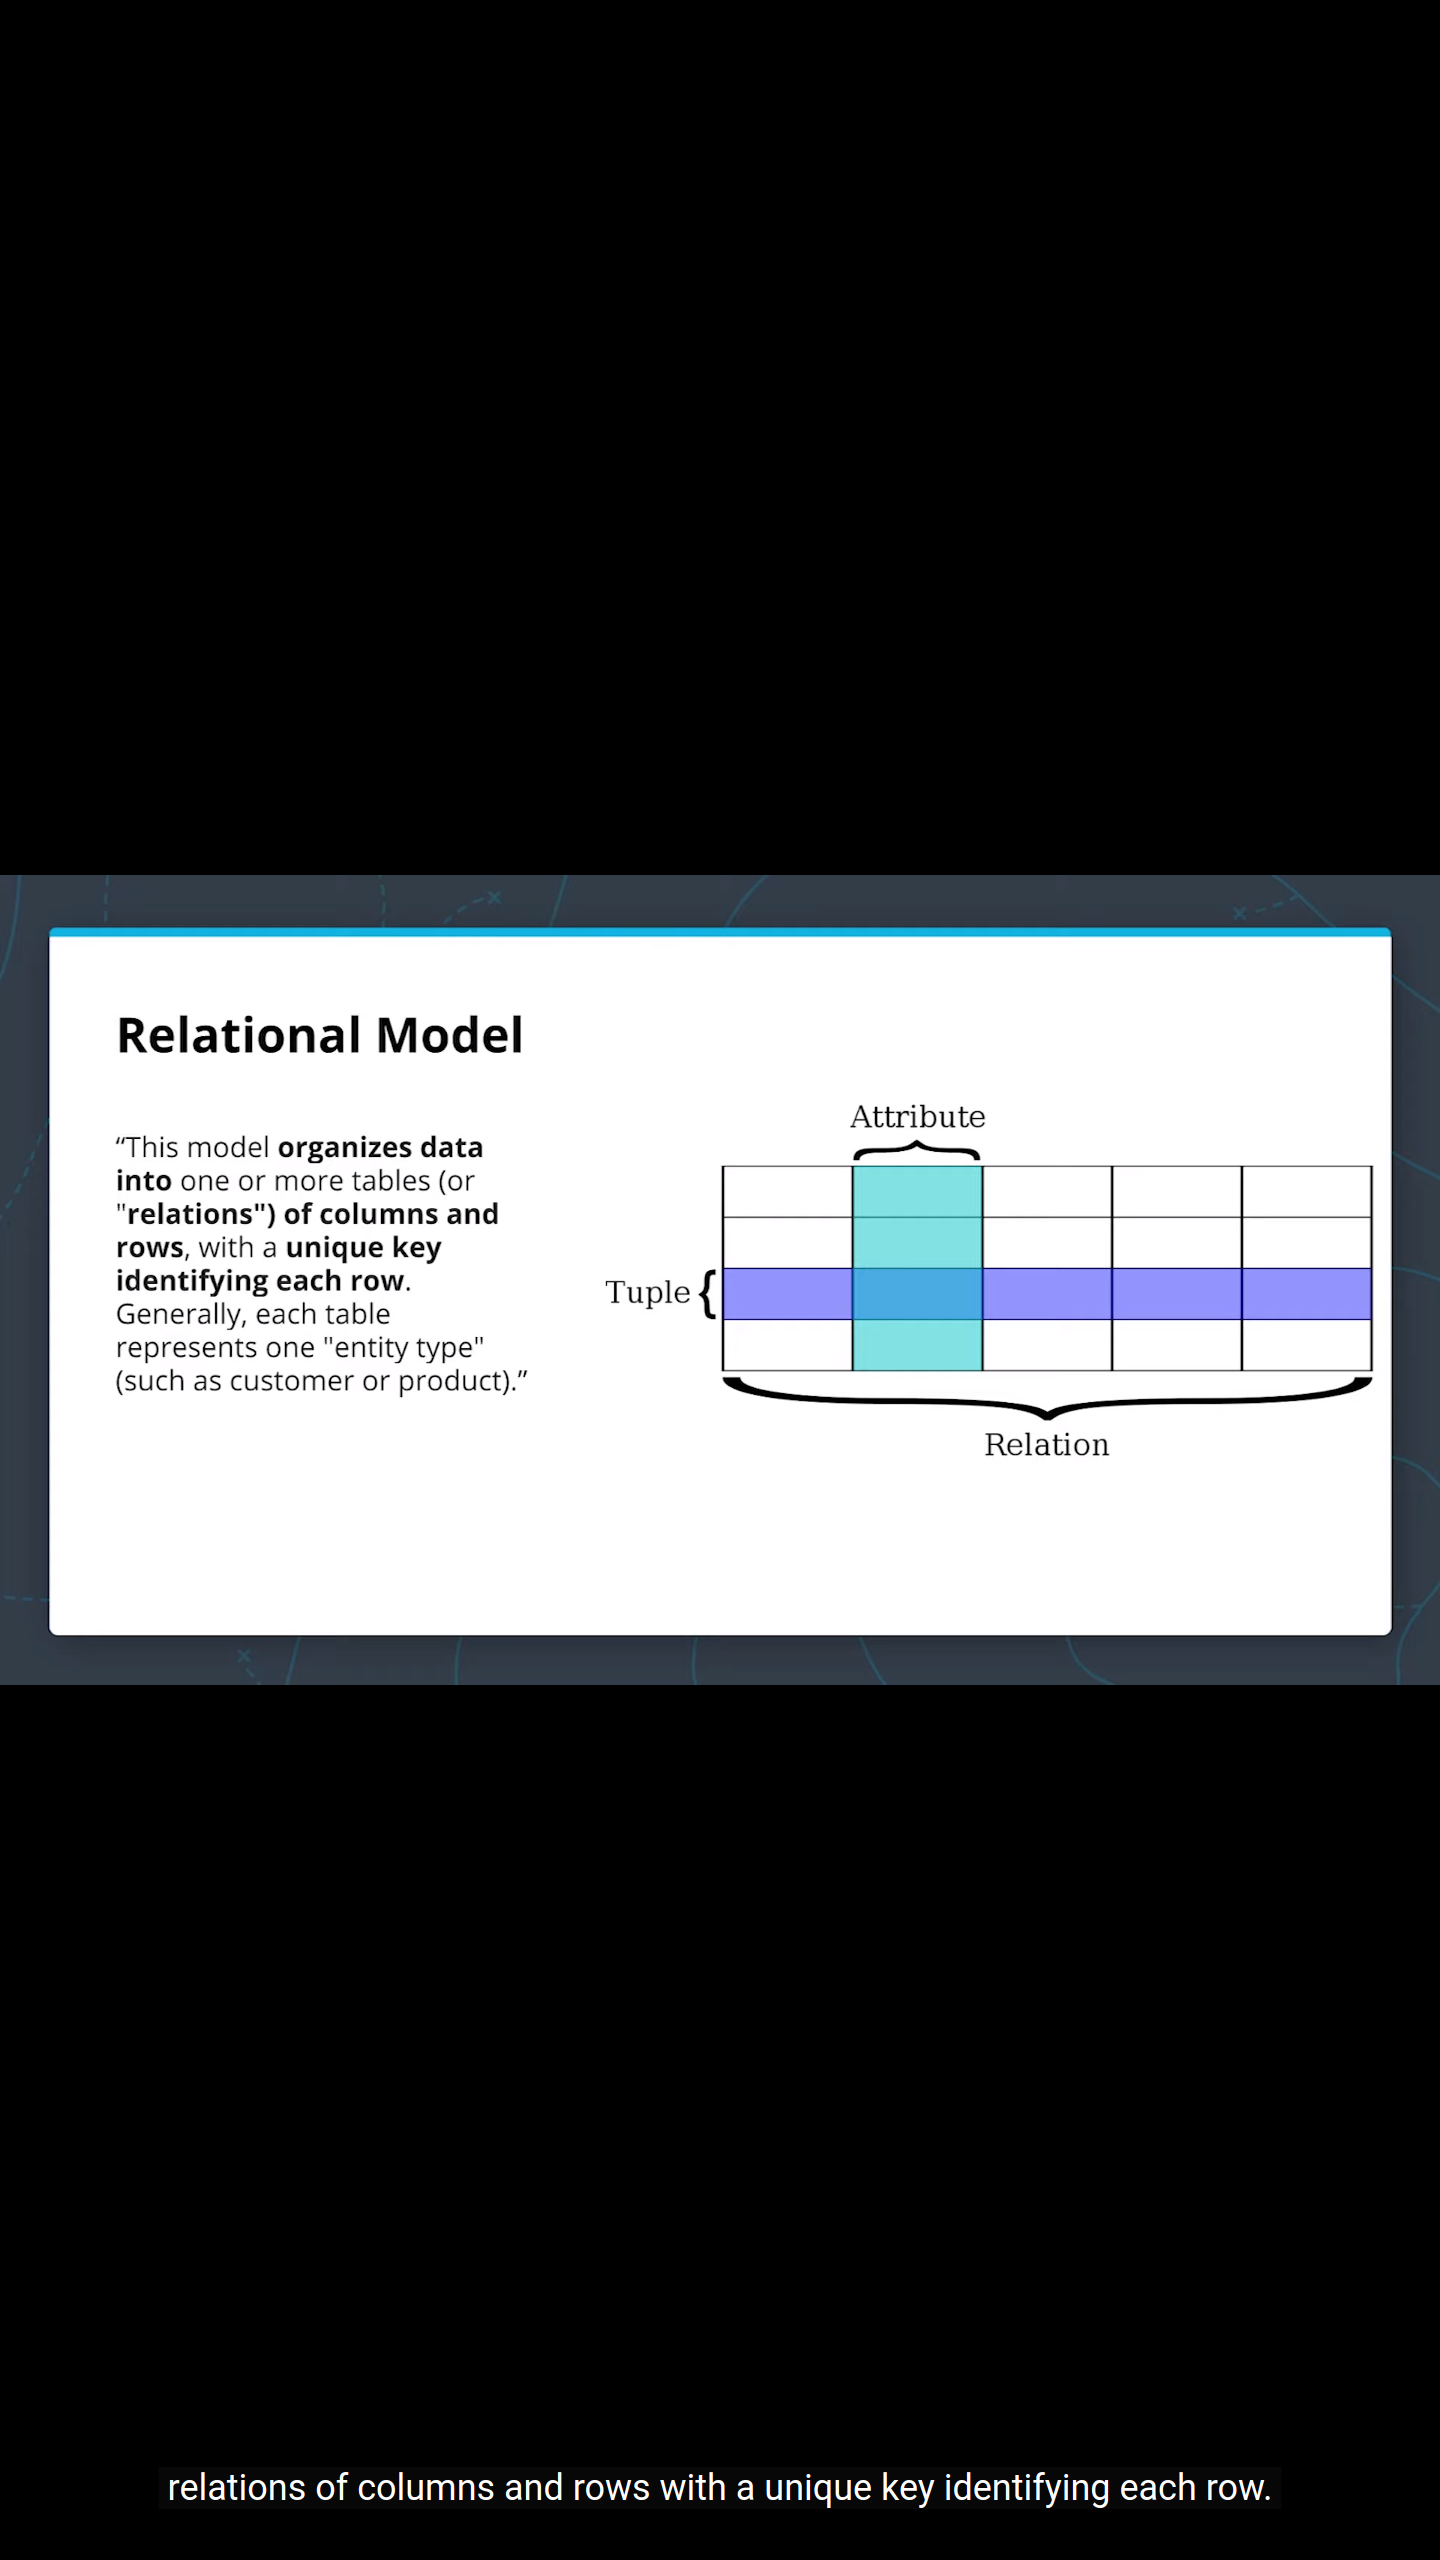 Relational Model
“This model organizes data
into one or more tables (or
"relations") of columns and
rows, with a unique key
identifying each row.
Generally, each table
represents one "entity type"
(such as customer or product).”
Attribute
Tuple
Relation
relations of columns and rows with a unique key identifying each row.